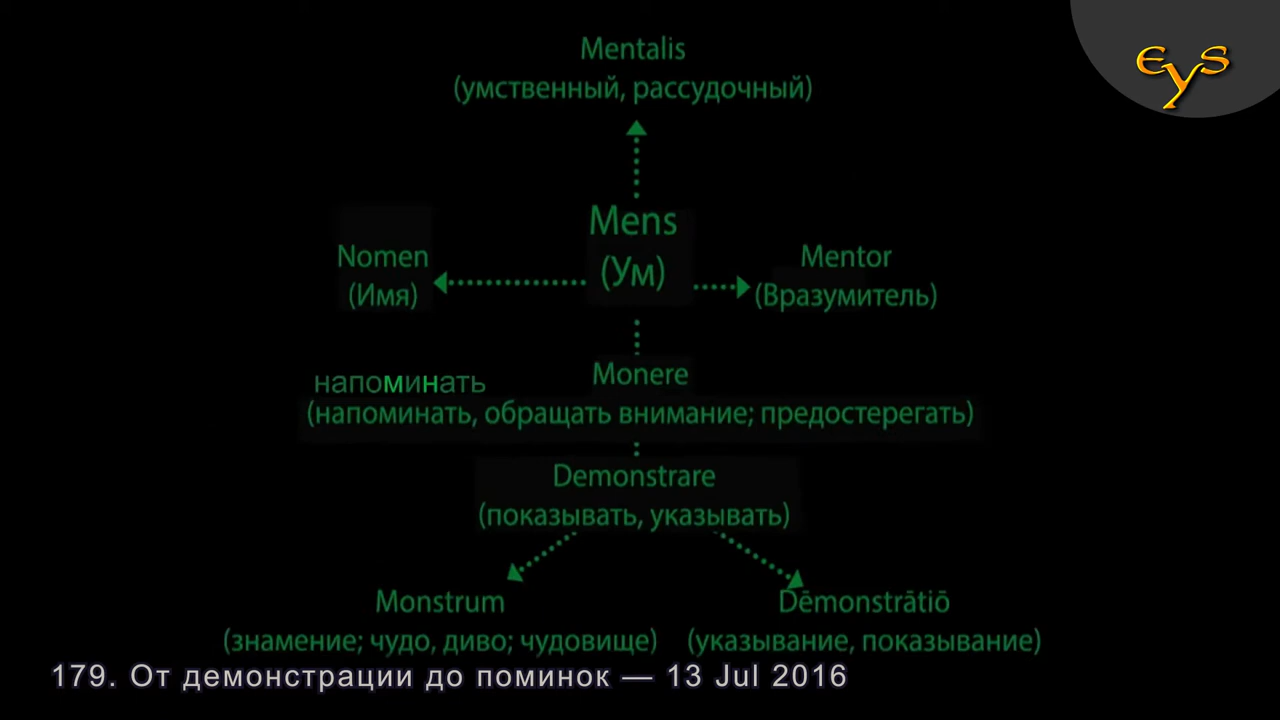 Mentalis
(умственный, рассудочный)
єуs
Mens
(Ум)
Nomen
(Имя)
Mentor
(Вразумитель)
напоминать
Monere
(напоминать, обращать внимание; предостерегать)
Demonstrare
(показывать, указывать)
Monstrum
(знамение; чудо, диво; чудовище)
Dēmonstrātiō
(указывание, показывание)
179. От демонстрации до поминок — 13 Jul 2016